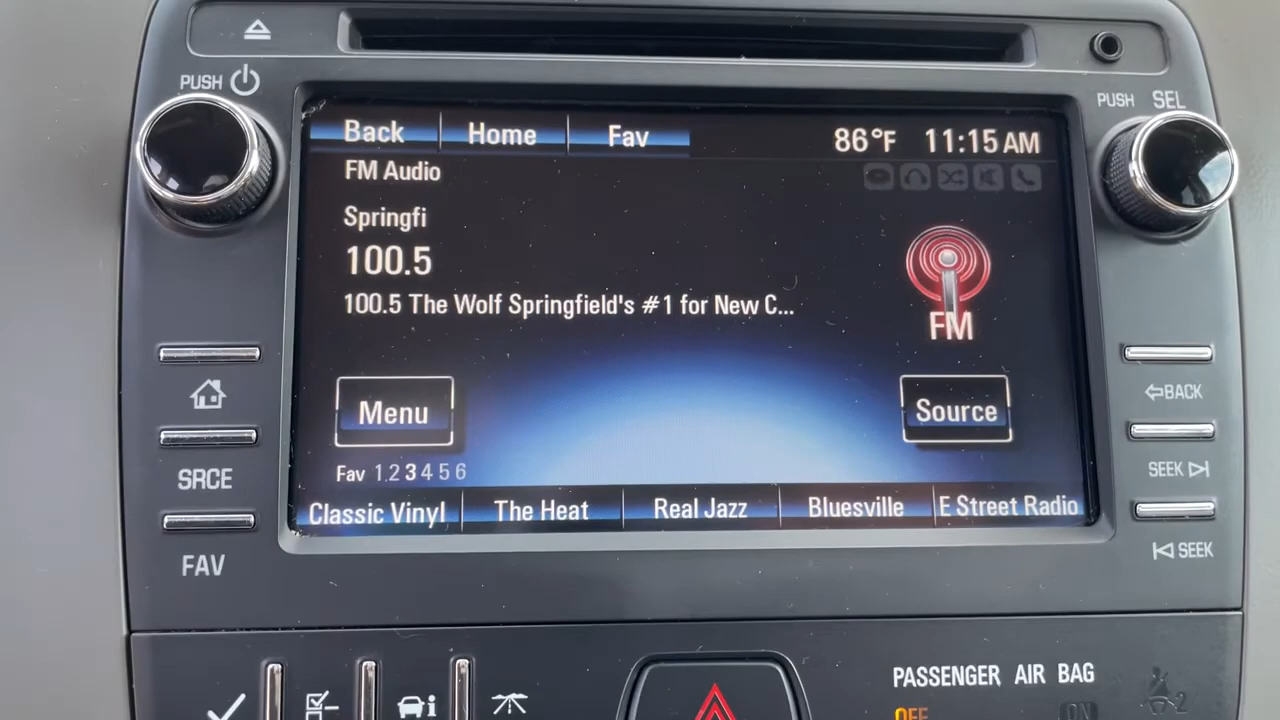 PUSH
PUSH SEL
Back Home Fav 86°F 11:15 AM
FM Audio
Springfi
100.5
100.5 The Wolf Springfield's #1 for New C...
FM
Menu Source
Fav 1 2 3 4 5 6
Classic Vinyl The Heat Real Jazz Bluesville E Street Radio
SRCE
FAV
BACK
SEEK
SEEK
PASSENGER AIR BAG
OFF ON
2